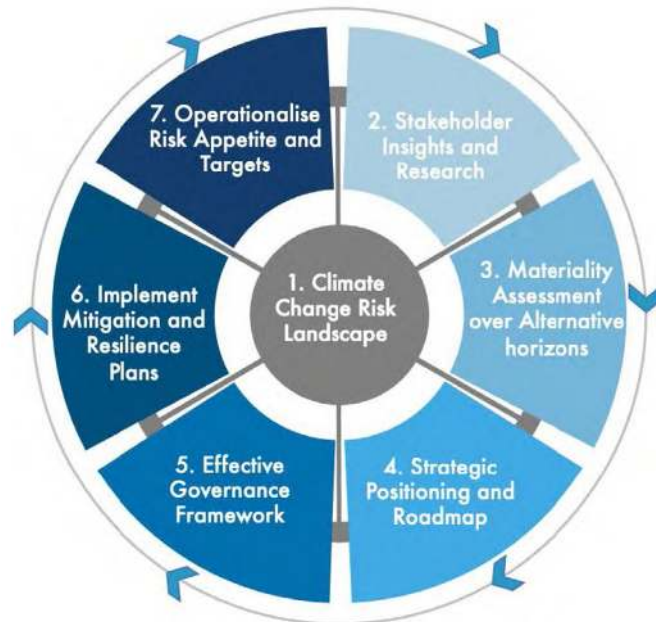 1. Climate
Change Risk
Landscape
2. Stakeholder
Insights and
Research
3. Materiality
Assessment
over Alternative
horizons
4. Strategic
Positioning and
Roadmap
5. Effective
Governance
Framework
6. Implement
Mitigation and
Resilience
Plans
7. Operationalise
Risk Appetite and
Targets